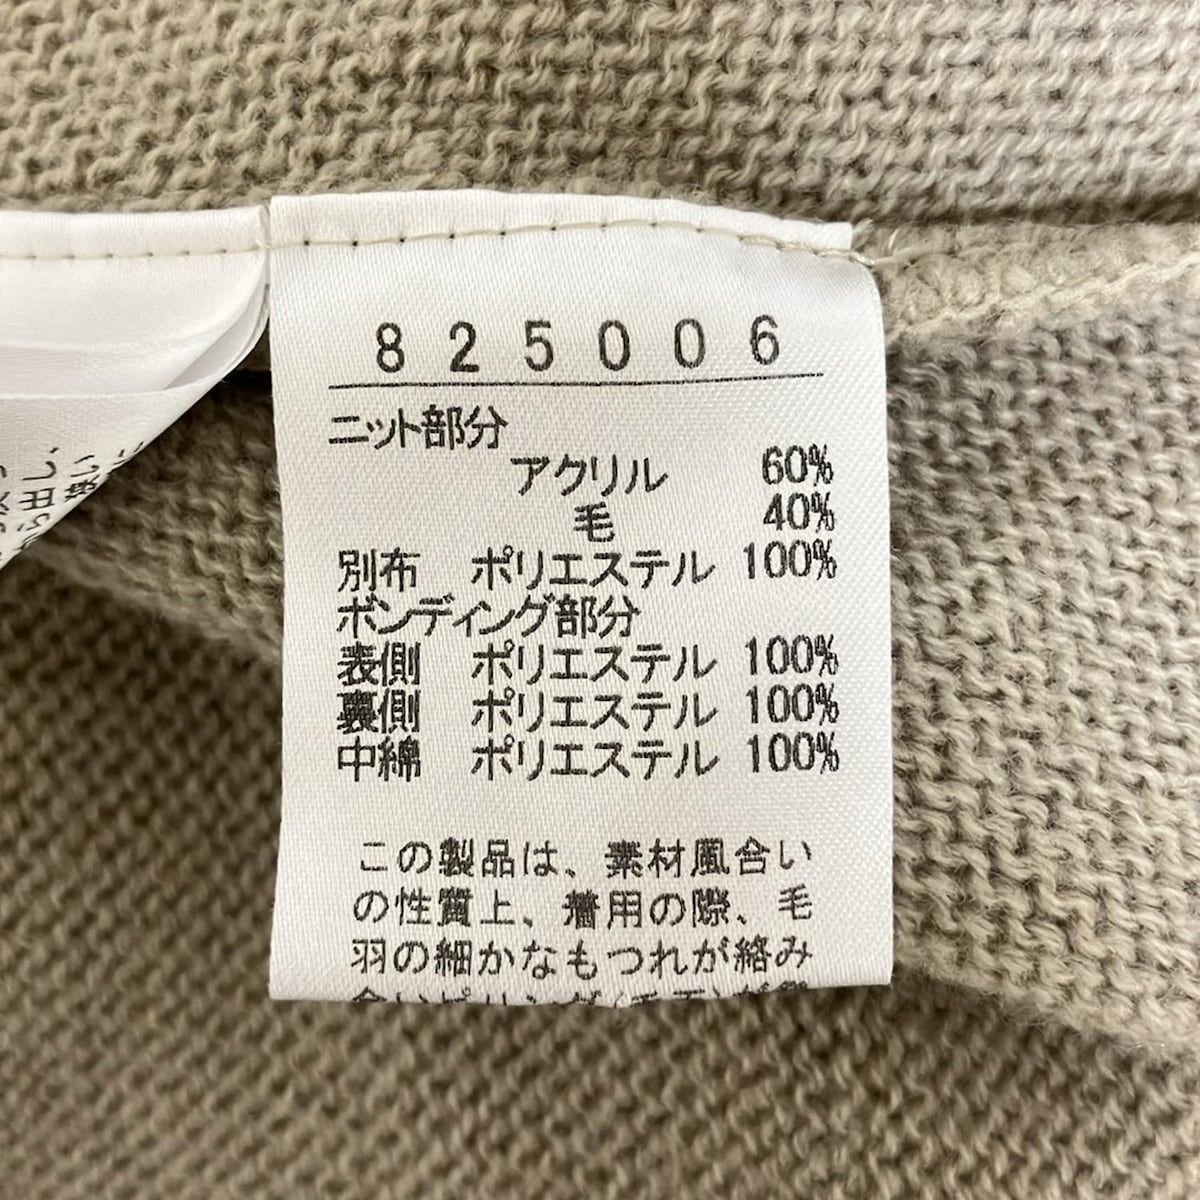 825006
ニット部分
アクリル 60%
毛 40%
別布 ポリエステル 100%
ボンディング部分
表側 ポリエステル 100%
裏側 ポリエステル 100%
中綿 ポリエステル 100%
この製品は、素材風合い
の性質上、着用の際、毛
羽の細かなもつれが絡み
出し、
扱い